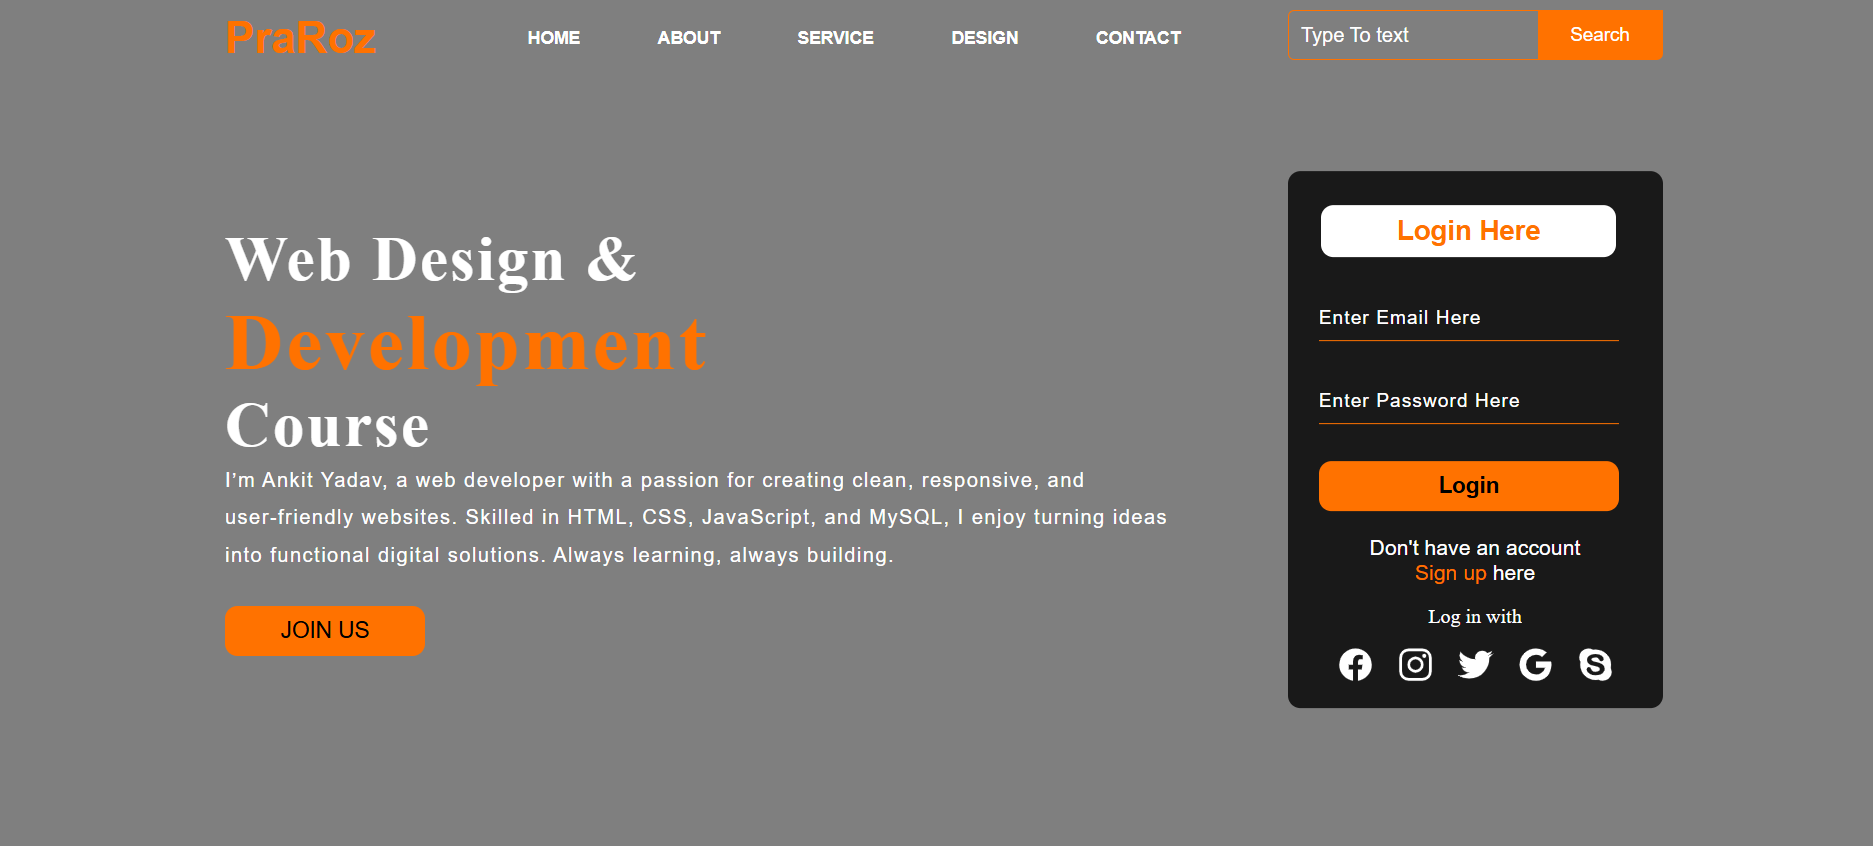 PraRoz
HOME
ABOUT
SERVICE
DESIGN
CONTACT
Type To text
Search
Web Design &
Development
Course
I’m Ankit Yadav, a web developer with a passion for creating clean, responsive, and
user-friendly websites. Skilled in HTML, CSS, JavaScript, and MySQL, I enjoy turning ideas
into functional digital solutions. Always learning, always building.
JOIN US
Login Here
Enter Email Here
Enter Password Here
Login
Don't have an account
Sign up here
Log in with